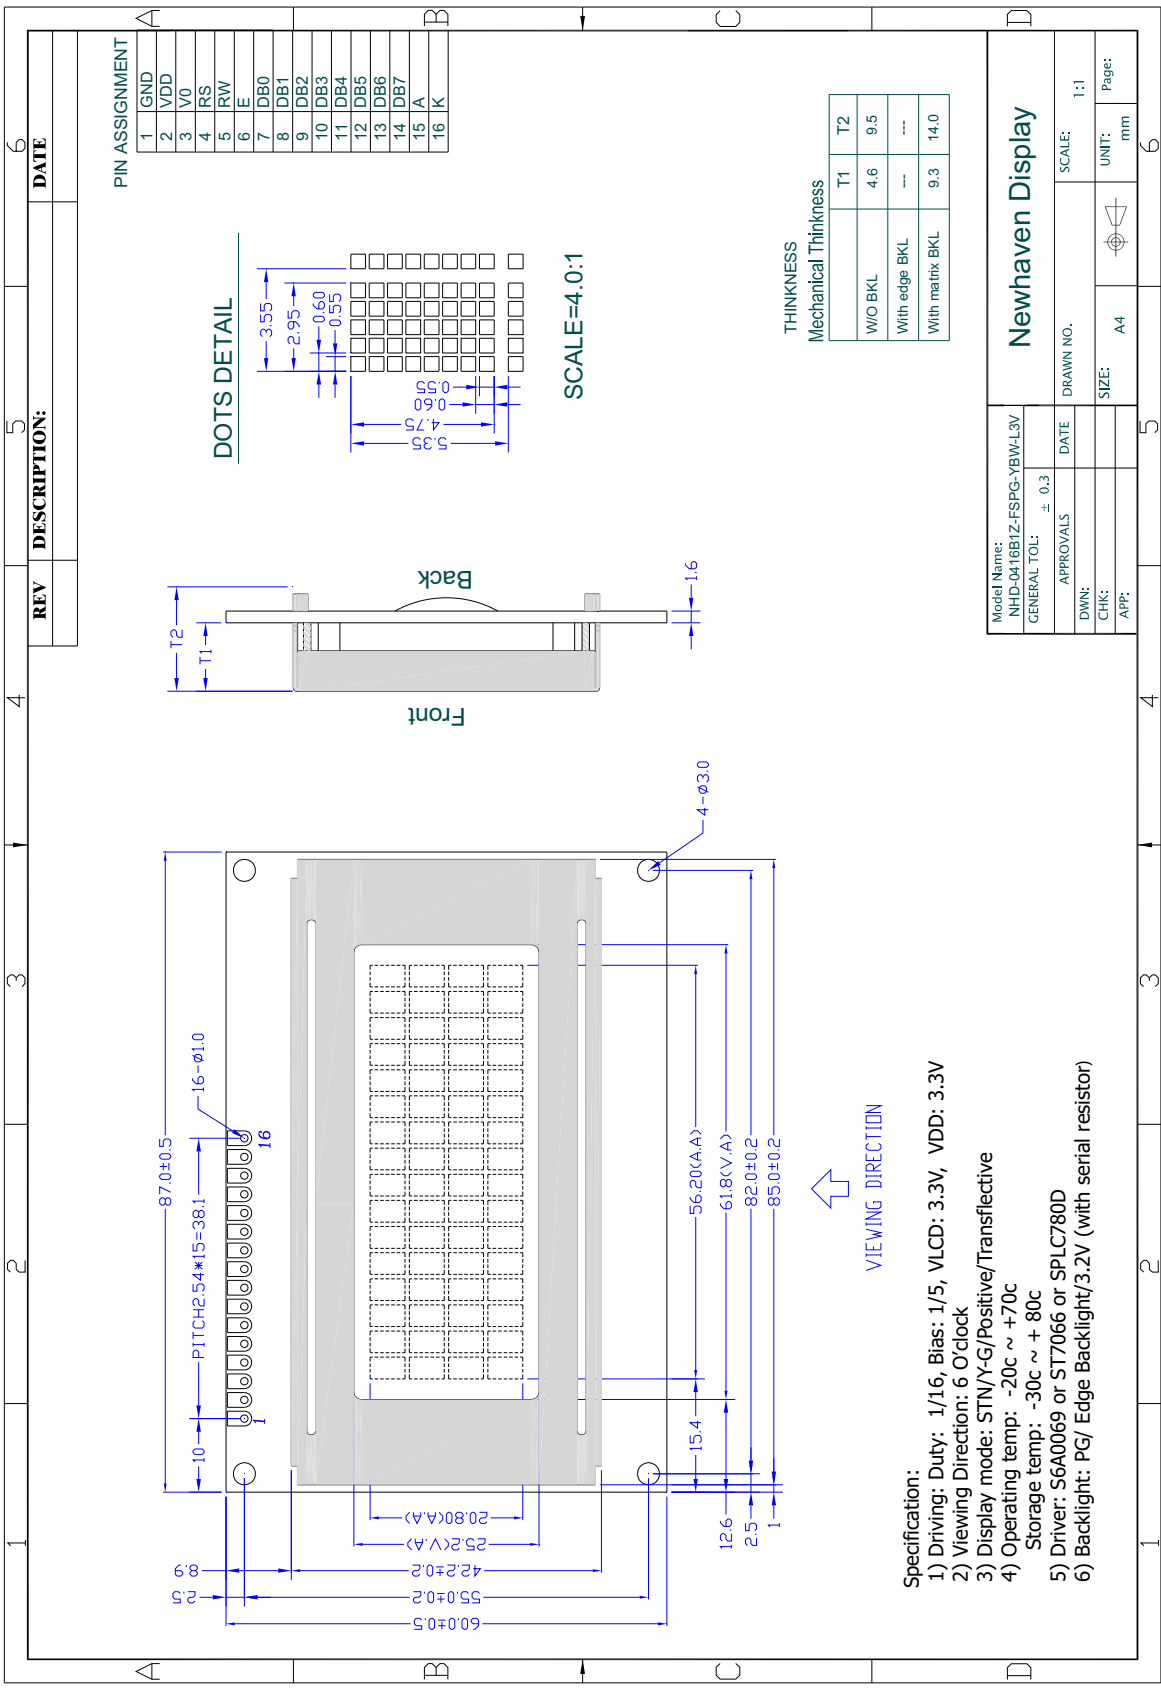 1 2 3 4 5 6
A B C D
REV DESCRIPTION: DATE
PIN ASSIGNMENT
1 GND
2 VDD
3 V0
4 RS
5 RW
6 E
7 DB0
8 DB1
9 DB2
10 DB3
11 DB4
12 DB5
13 DB6
14 DB7
15 A
16 K
DOTS DETAIL
3.55
2.95
0.60
0.55
0.55
0.60
4.75
5.35
SCALE=4.0:1
T2
T1
Front
Back
1.6
87.0±0.5
10
PITCH2.54*15=38.1
16-ø1.0
1
16
2.5
8.9
20.80(A.A)
25.2(V.A)
42.2±0.2
55.0±0.2
60.0±0.5
4-ø3.0
15.4
56.20(A.A)
12.6
61.8(V.A)
2.5
82.0±0.2
1
85.0±0.2
VIEWING DIRECTION
THINKNESS
Mechanical Thinkness
T1 T2
W/O BKL 4.6 9.5
With edge BKL --- ---
With matrix BKL 9.3 14.0
Specification:
1) Driving: Duty: 1/16, Bias: 1/5, VLCD: 3.3V, VDD: 3.3V
2) Viewing Direction: 6 O'clock
3) Display mode: STN/Y-G/Positive/Transflective
4) Operating temp: -20c ~ +70c
Storage temp: -30c ~ + 80c
5) Driver: S6A0069 or ST7066 or SPLC780D
6) Backlight: PG/ Edge Backlight/3.2V (with serial resistor)
Model Name:
NHD-0416B1Z-FSPG-YBW-L3V
GENERAL TOL: ± 0.3
APPROVALS DATE
DWN:
CHK:
APP:
Newhaven Display
DRAWN NO.
SCALE: 1:1
SIZE: A4
UNIT: mm
Page:
A B C D
1 2 3 4 5 6